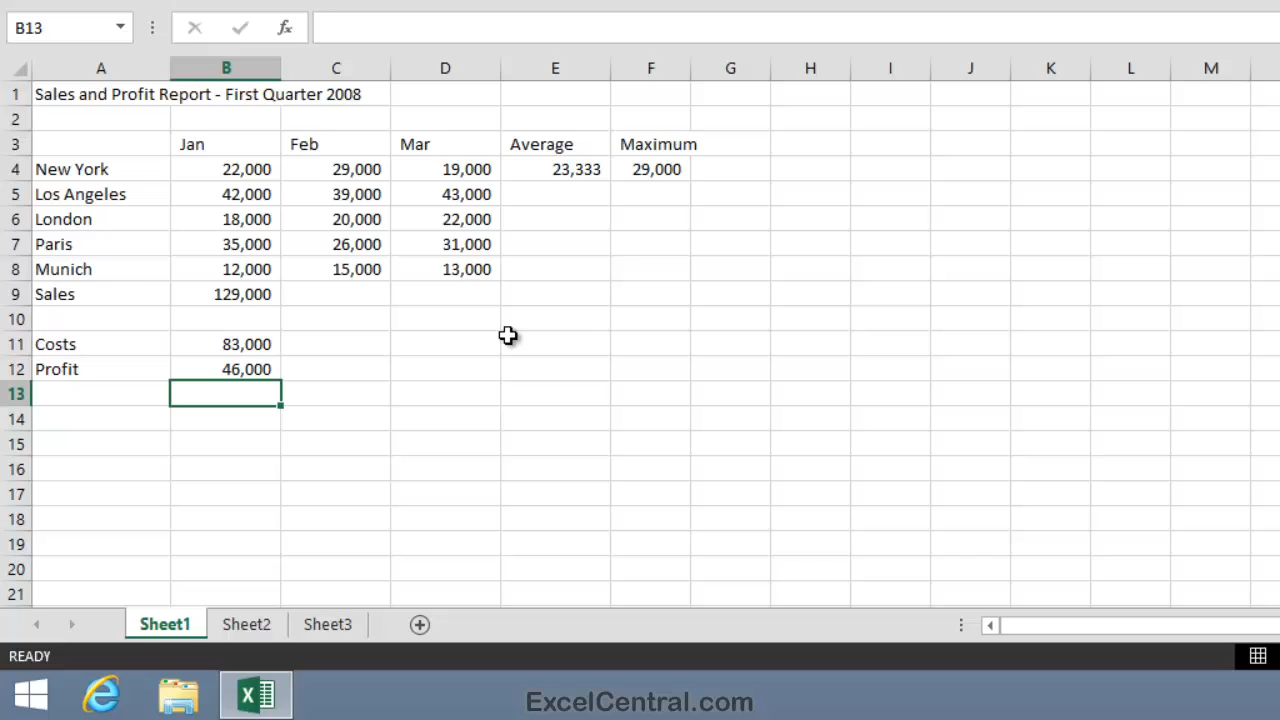 B13
fx
A B C D E F G H I J K L M
1 Sales and Profit Report - First Quarter 2008
2
3 Jan Feb Mar Average Maximum
4 New York 22,000 29,000 19,000 23,333 29,000
5 Los Angeles 42,000 39,000 43,000
6 London 18,000 20,000 22,000
7 Paris 35,000 26,000 31,000
8 Munich 12,000 15,000 13,000
9 Sales 129,000
10
11 Costs 83,000
12 Profit 46,000
13
14
15
16
17
18
19
20
21
Sheet1 Sheet2 Sheet3
READY
ExcelCentral.com